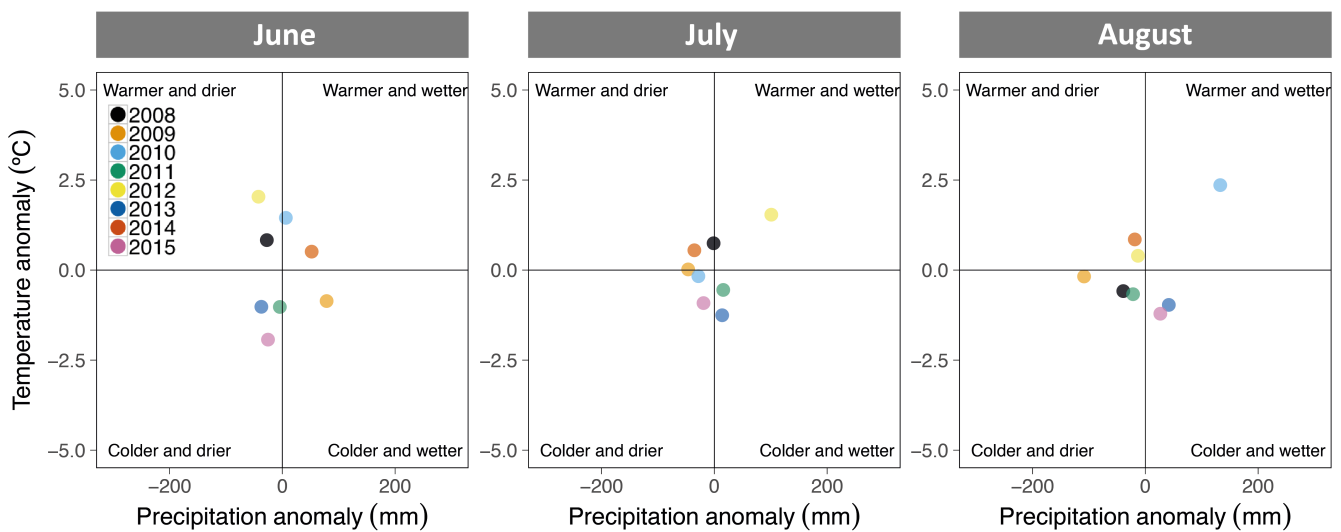 June
July
August
Temperature anomaly (°C)
5.0
2.5
0.0
−2.5
−5.0
Warmer and drier
Warmer and wetter
2008
2009
2010
2011
2012
2013
2014
2015
Colder and drier
Colder and wetter
−200
0
200
Precipitation anomaly (mm)
5.0
2.5
0.0
−2.5
−5.0
Warmer and drier
Warmer and wetter
Colder and drier
Colder and wetter
−200
0
200
Precipitation anomaly (mm)
5.0
2.5
0.0
−2.5
−5.0
Warmer and drier
Warmer and wetter
Colder and drier
Colder and wetter
−200
0
200
Precipitation anomaly (mm)